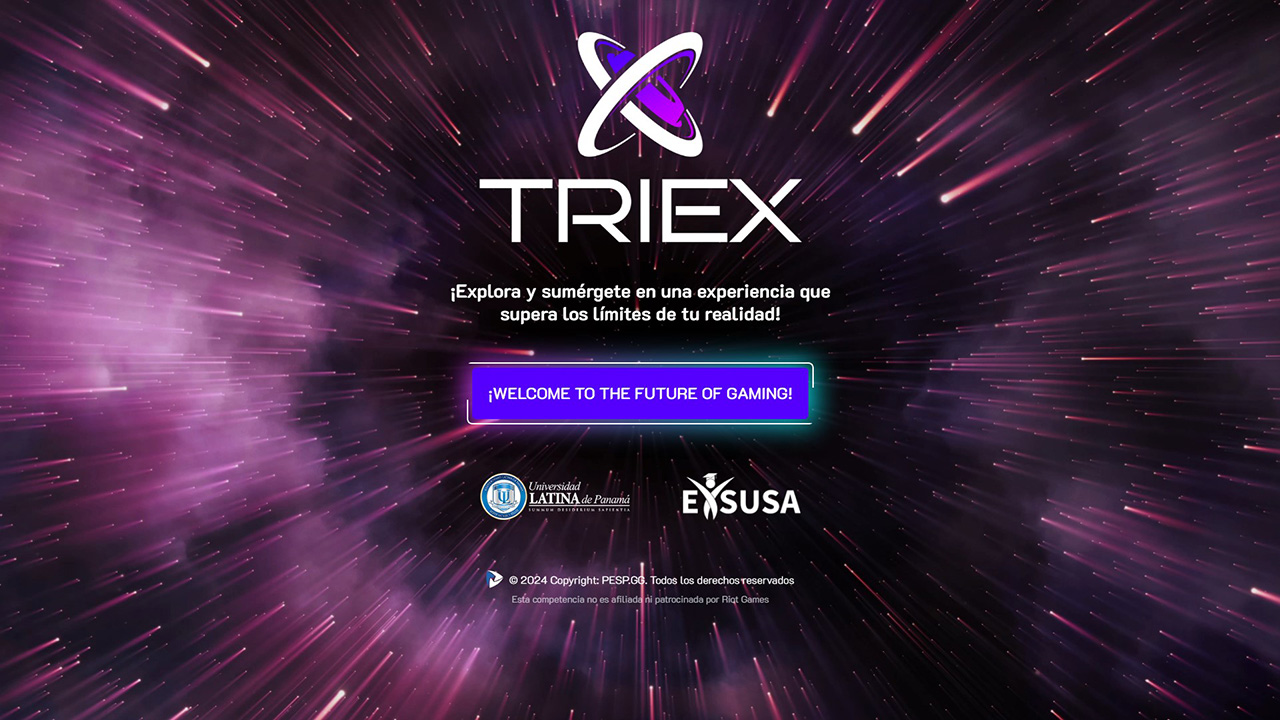 TRIEX
¡Explora y sumérgete en una experiencia que
supera los límites de tu realidad!
¡WELCOME TO THE FUTURE OF GAMING!
Universidad
LATINA de Panamá
SUMMUM DESIDERIUM SAPIENTIA
EYSUSA
© 2024 Copyright: PESP.GG. Todos los derechos reservados
Esta competencia no es afiliada ni patrocinada por Riot Games